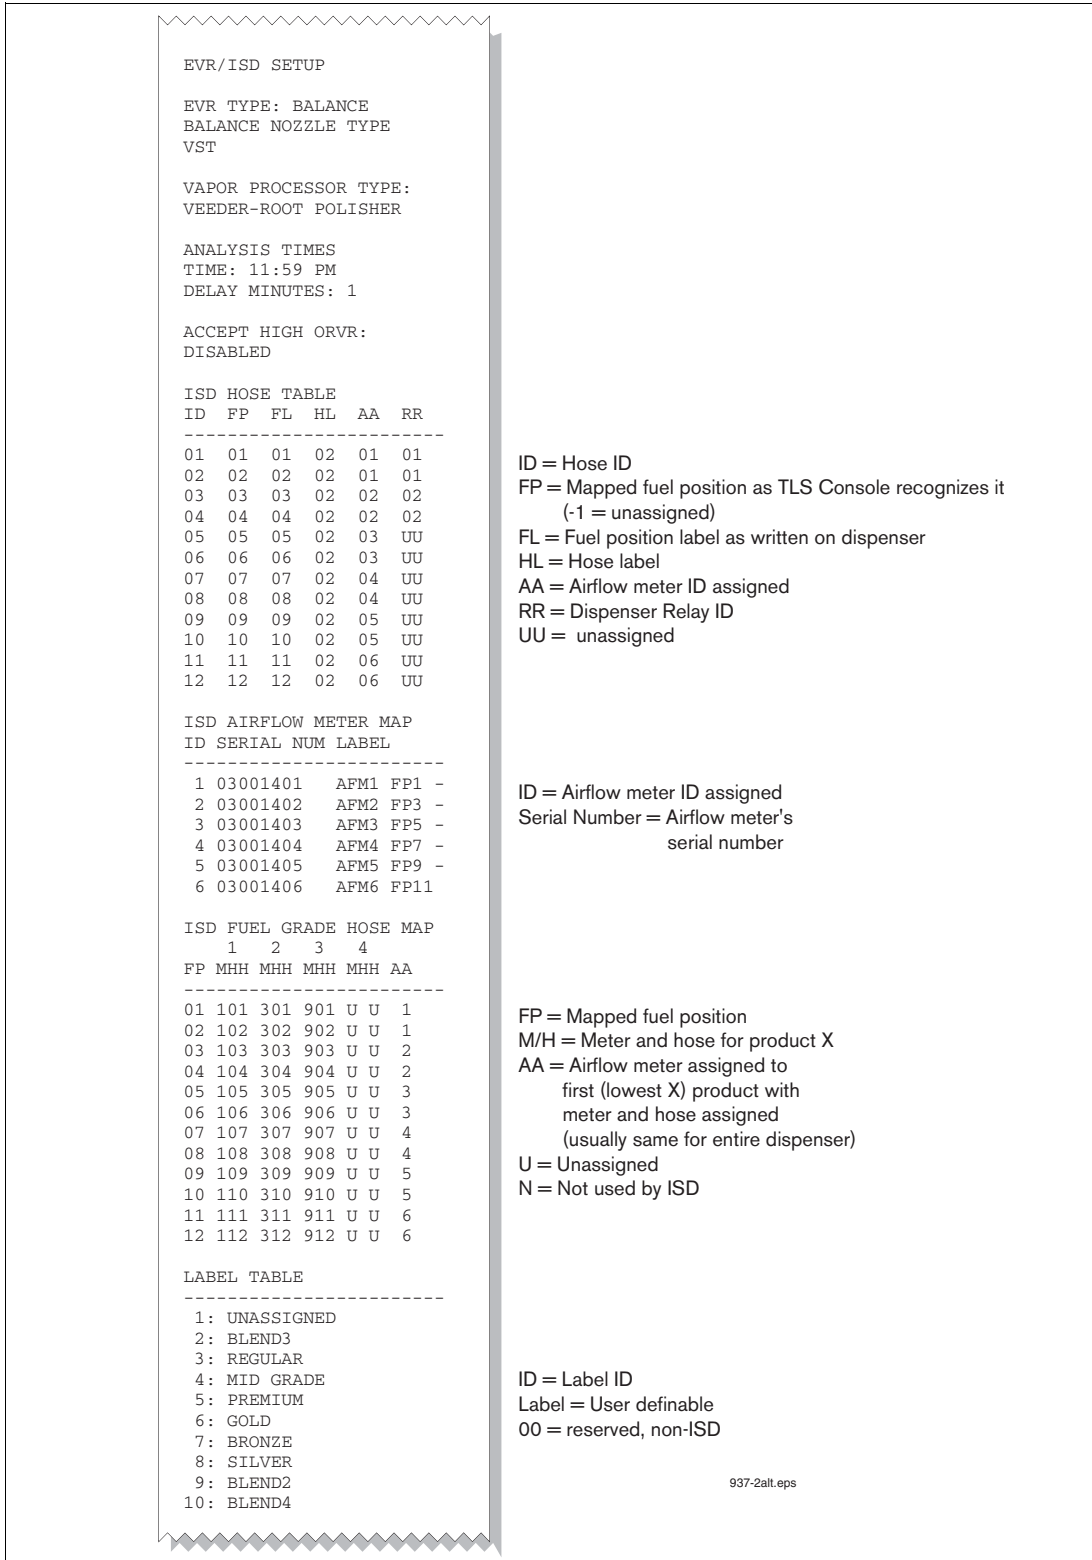 EVR/ISD SETUP
EVR TYPE: BALANCE
BALANCE NOZZLE TYPE
VST
VAPOR PROCESSOR TYPE:
VEEDER-ROOT POLISHER
ANALYSIS TIMES
TIME: 11:59 PM
DELAY MINUTES: 1
ACCEPT HIGH ORVR:
DISABLED
ISD HOSE TABLE
ID FP FL HL AA RR
------------------------
01 01 01 02 01 01
02 02 02 02 01 01
03 03 03 02 02 02
04 04 04 02 02 02
05 05 05 02 03 UU
06 06 06 02 03 UU
07 07 07 02 04 UU
08 08 08 02 04 UU
09 09 09 02 05 UU
10 10 10 02 05 UU
11 11 11 02 06 UU
12 12 12 02 06 UU
ID = Hose ID
FP = Mapped fuel position as TLS Console recognizes it
(-1 = unassigned)
FL = Fuel position label as written on dispenser
HL = Hose label
AA = Airflow meter ID assigned
RR = Dispenser Relay ID
UU = unassigned
ISD AIRFLOW METER MAP
ID SERIAL NUM LABEL
------------------------
1 03001401 AFM1 FP1 -
2 03001402 AFM2 FP3 -
3 03001403 AFM3 FP5 -
4 03001404 AFM4 FP7 -
5 03001405 AFM5 FP9 -
6 03001406 AFM6 FP11
ID = Airflow meter ID assigned
Serial Number = Airflow meter's
serial number
ISD FUEL GRADE HOSE MAP
1 2 3 4
FP MHH MHH MHH MHH AA
------------------------
01 101 301 901 U U 1
02 102 302 902 U U 1
03 103 303 903 U U 2
04 104 304 904 U U 2
05 105 305 905 U U 3
06 106 306 906 U U 3
07 107 307 907 U U 4
08 108 308 908 U U 4
09 109 309 909 U U 5
10 110 310 910 U U 5
11 111 311 911 U U 6
12 112 312 912 U U 6
FP = Mapped fuel position
M/H = Meter and hose for product X
AA = Airflow meter assigned to
first (lowest X) product with
meter and hose assigned
(usually same for entire dispenser)
U = Unassigned
N = Not used by ISD
LABEL TABLE
------------------------
1: UNASSIGNED
2: BLEND3
3: REGULAR
4: MID GRADE
5: PREMIUM
6: GOLD
7: BRONZE
8: SILVER
9: BLEND2
10: BLEND4
ID = Label ID
Label = User definable
00 = reserved, non-ISD
937-2alt.eps